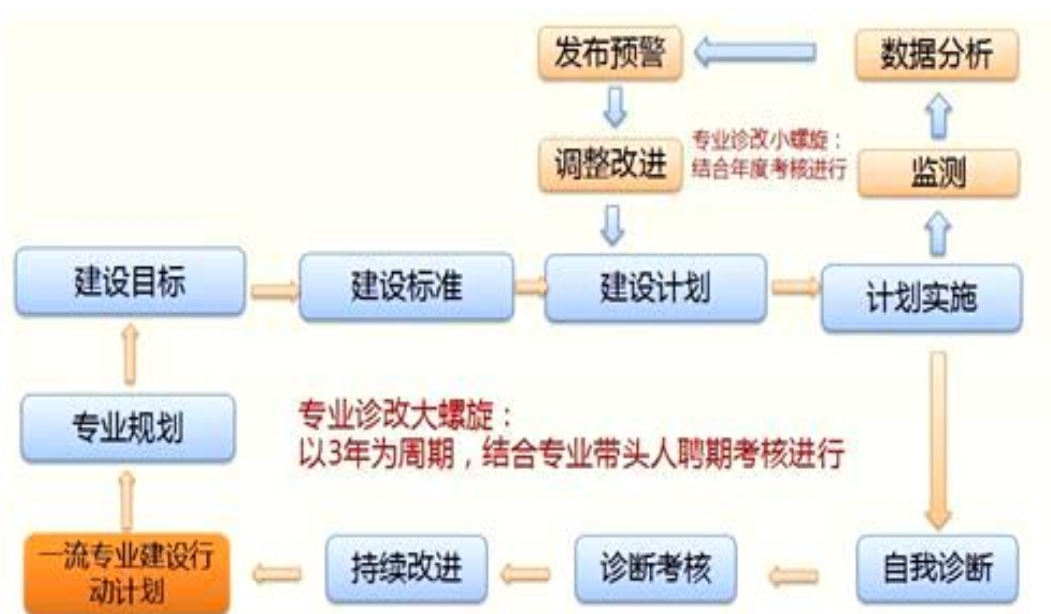 发布预警
数据分析
调整改进
专业诊改小螺旋：
结合年度考核进行
监测
建设目标
建设标准
建设计划
计划实施
专业规划
专业诊改大螺旋：
以3年为周期，结合专业带头人聘期考核进行
一流专业建设行
动计划
持续改进
诊断考核
自我诊断